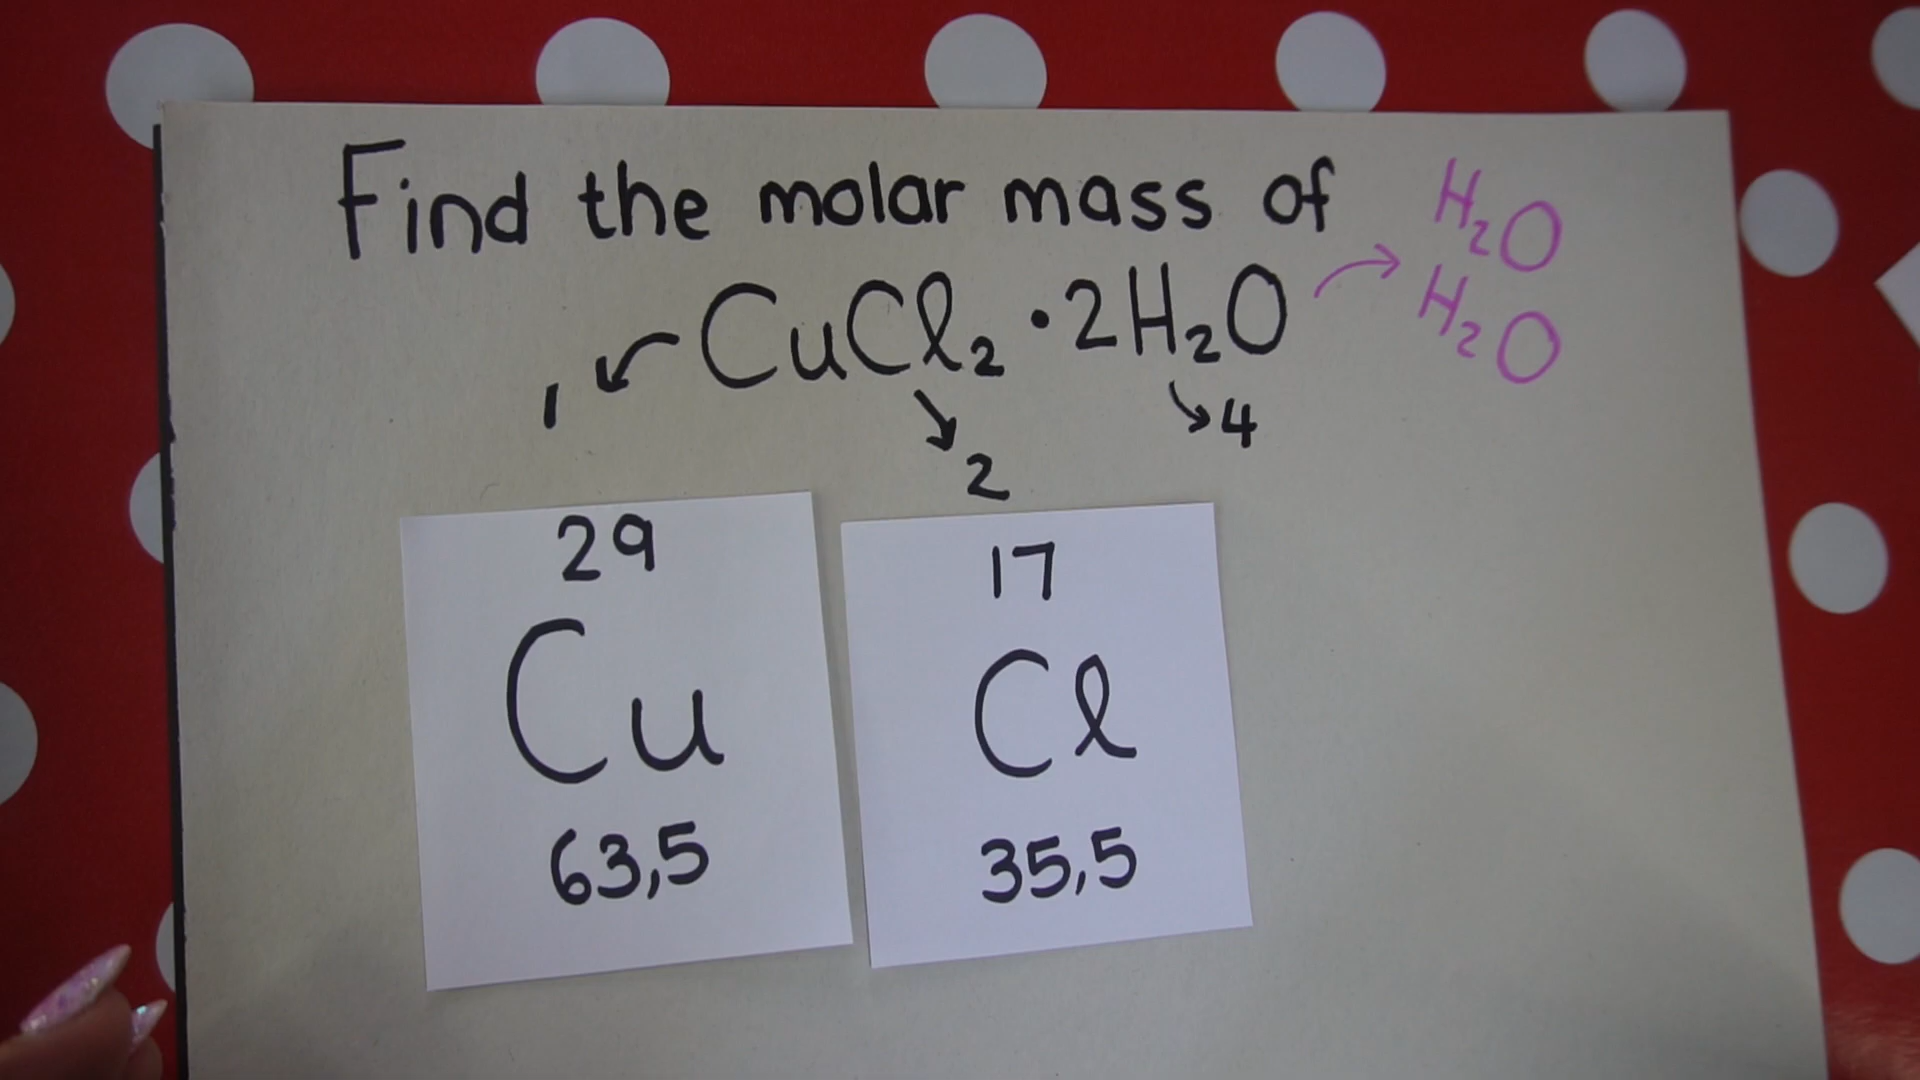 Find the molar mass of
H₂O
CuCl₂ · 2H₂O
H₂O
1
2
4
29
Cu
63,5
17
Cl
35,5